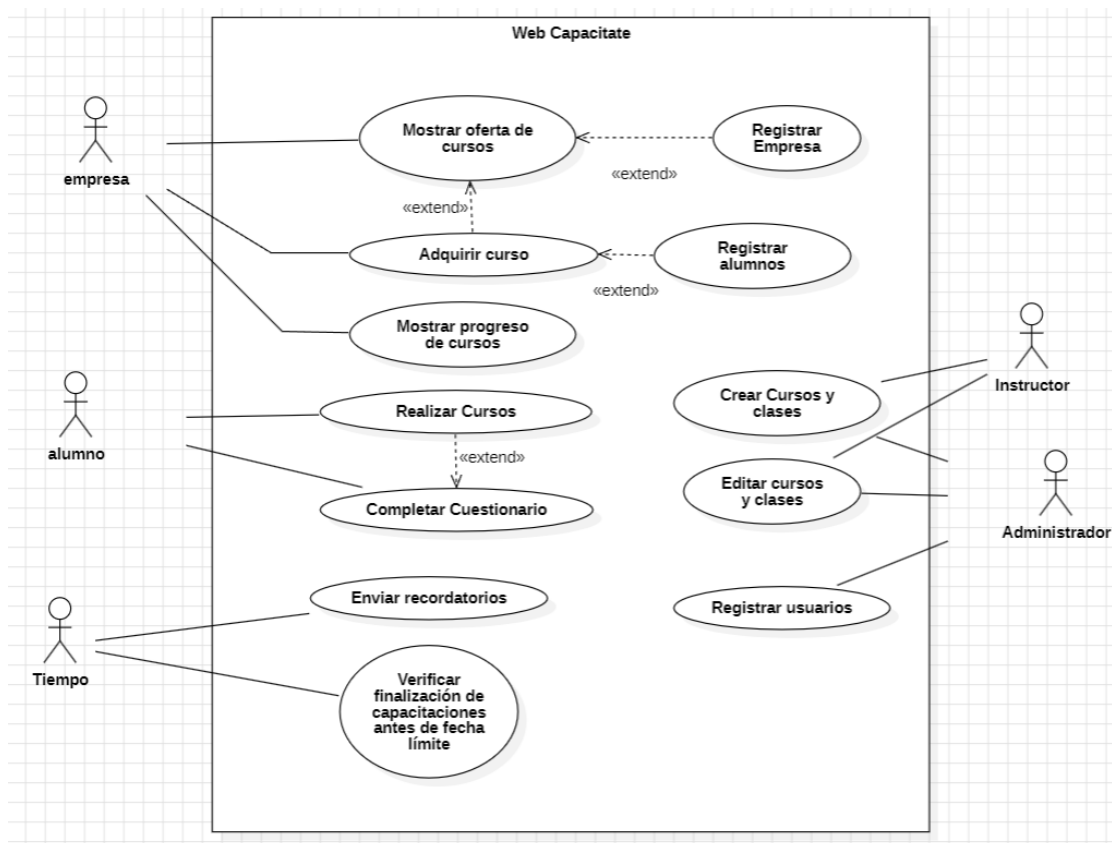 Web Capacitate
Mostrar oferta de
cursos
Registrar
Empresa
«extend»
empresa
«extend»
Adquirir curso
Registrar
alumnos
«extend»
Mostrar progreso
de cursos
Instructor
Realizar Cursos
Crear Cursos y
clases
alumno
«extend»
Editar cursos
y clases
Completar Cuestionario
Administrador
Enviar recordatorios
Registrar usuarios
Tiempo
Verificar
finalización de
capacitaciones
antes de fecha
límite